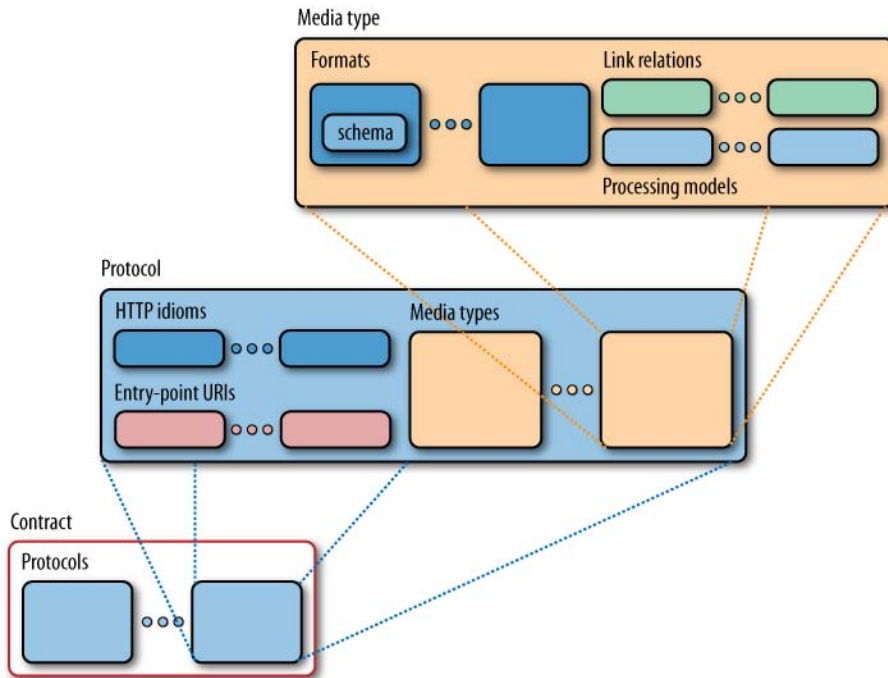 Media type
Formats
Link relations
schema
Processing models
Protocol
HTTP idioms
Media types
Entry-point URIs
Contract
Protocols